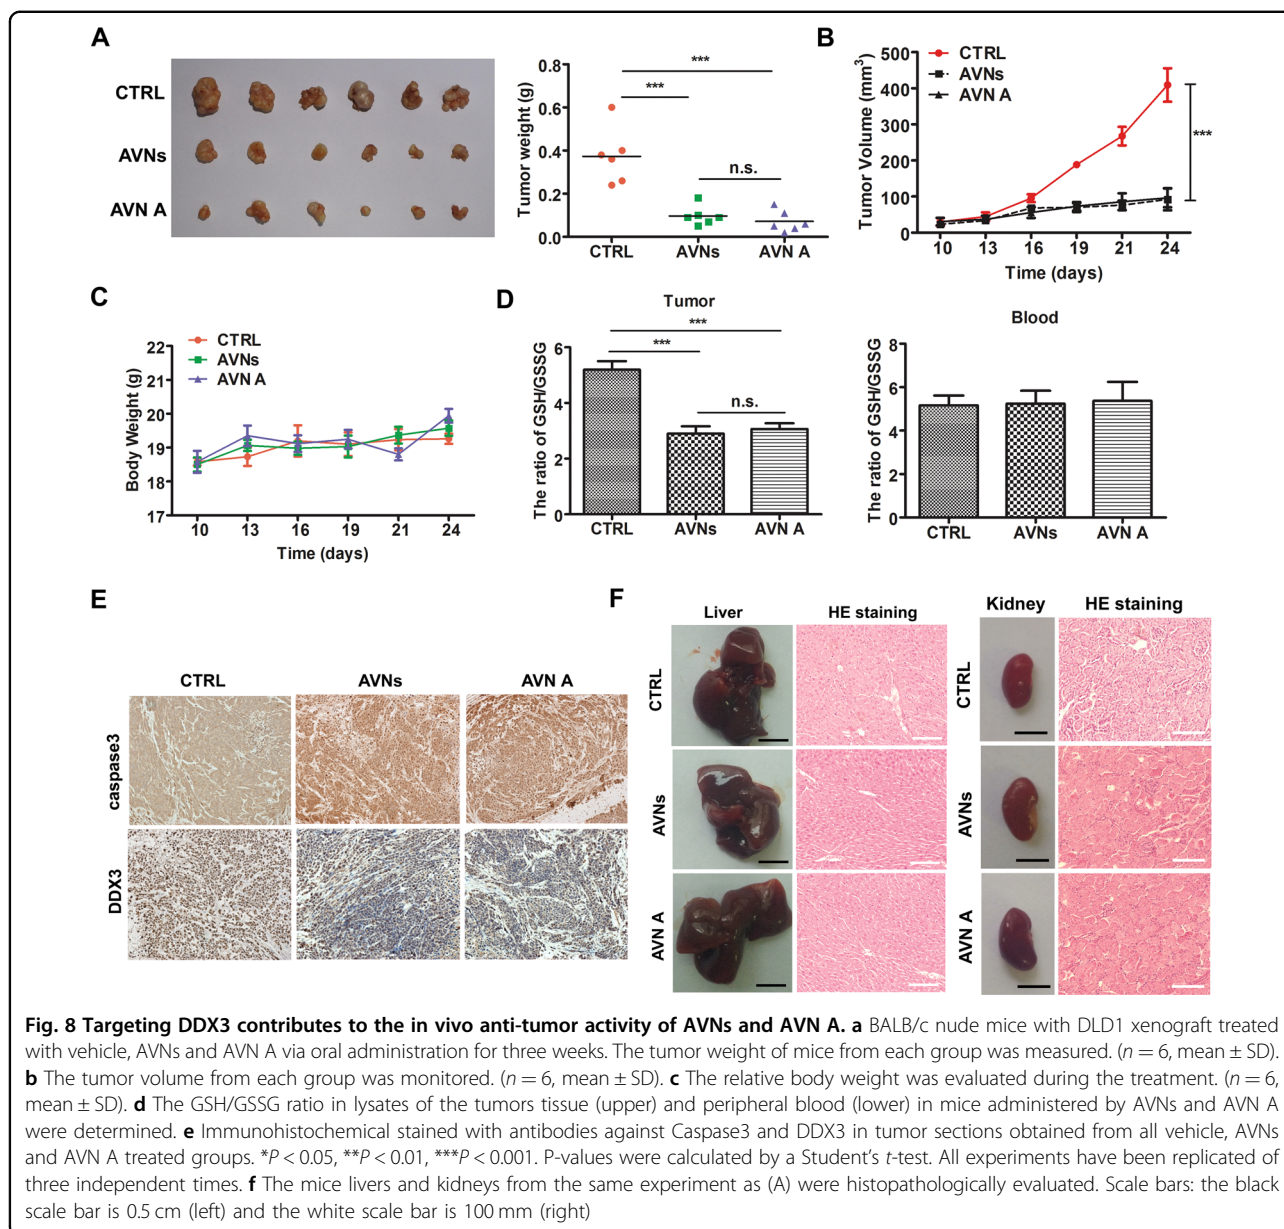 A
CTRL
AVNs
AVN A
Tumor weight (g)
0.8
0.6
0.4
0.2
0.0
***
***
n.s.
CTRL AVNs AVN A
B
CTRL
AVNs
AVN A
Tumor Volume (mm³)
500
400
300
200
100
0
***
10 13 16 19 21 24
Time (days)
C
CTRL
AVNs
AVN A
Body Weight (g)
22
21
20
19
18
17
10 13 16 19 21 24
Time (days)
D
Tumor
The ratio of GSH/GSSG
6
4
2
0
***
***
n.s.
CTRL AVNs AVN A
Blood
The ratio of GSH/GSSG
8
6
4
2
0
CTRL AVNs AVN A
E
CTRL AVNs AVN A
caspase3
DDX3
F
Liver HE staining Kidney HE staining
CTRL
AVNs
AVN A
CTRL
AVNs
AVN A
Fig. 8 Targeting DDX3 contributes to the in vivo anti-tumor activity of AVNs and AVN A. a BALB/c nude mice with DLD1 xenograft treated
with vehicle, AVNs and AVN A via oral administration for three weeks. The tumor weight of mice from each group was measured. (n = 6, mean ± SD).
b The tumor volume from each group was monitored. (n = 6, mean ± SD). c The relative body weight was evaluated during the treatment. (n = 6,
mean ± SD). d The GSH/GSSG ratio in lysates of the tumors tissue (upper) and peripheral blood (lower) in mice administered by AVNs and AVN A
were determined. e Immunohistochemical stained with antibodies against Caspase3 and DDX3 in tumor sections obtained from all vehicle, AVNs
and AVN A treated groups. *P < 0.05, **P < 0.01, ***P < 0.001. P-values were calculated by a Student's t-test. All experiments have been replicated of
three independent times. f The mice livers and kidneys from the same experiment as (A) were histopathologically evaluated. Scale bars: the black
scale bar is 0.5 cm (left) and the white scale bar is 100 mm (right)